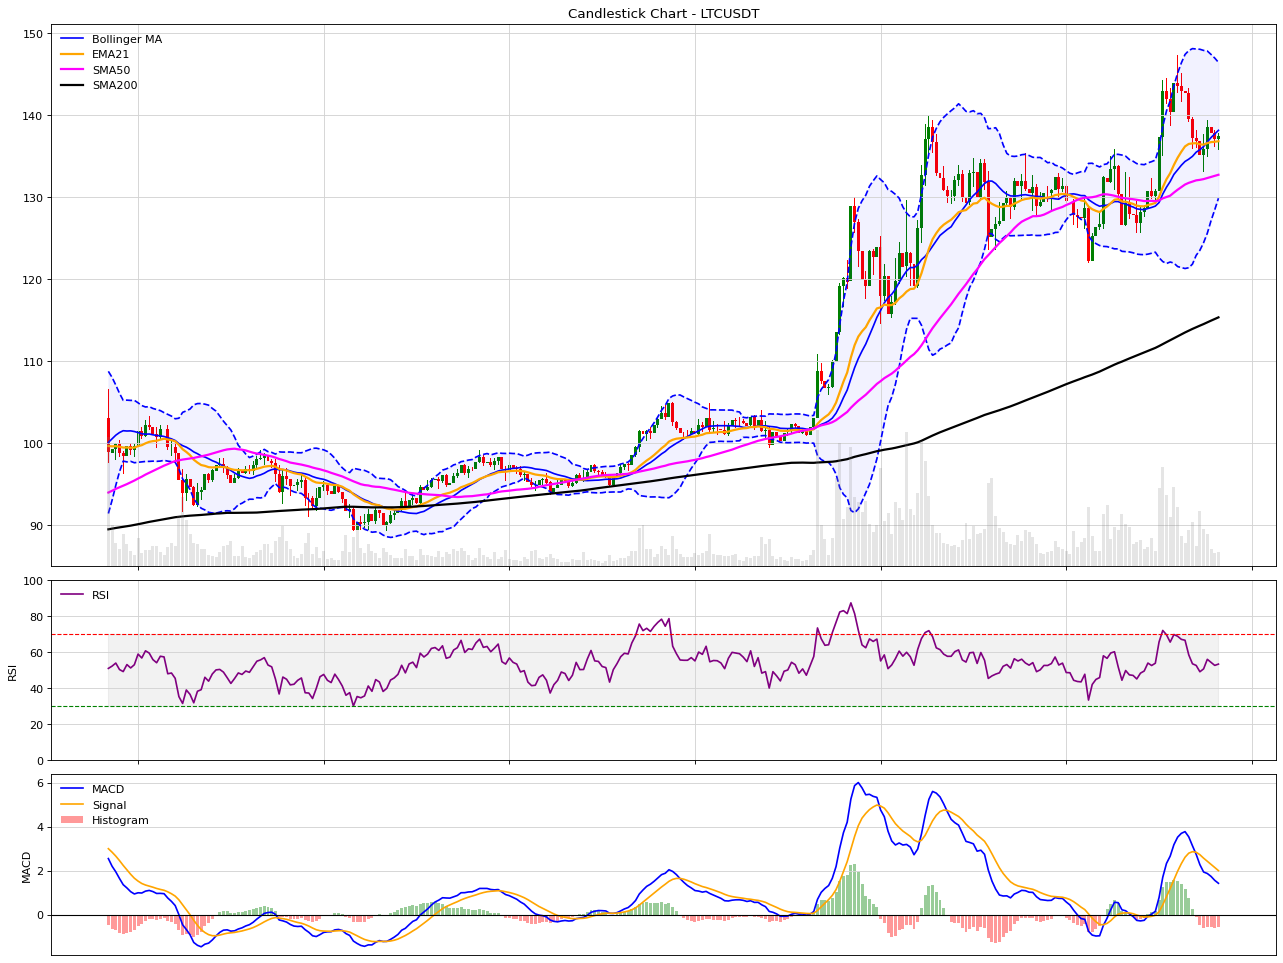 Candlestick Chart - LTCUSDT
150
140
130
120
110
100
90
Bollinger MA
EMA21
SMA50
SMA200
RSI
100
80
60
40
20
0
RSI
MACD
6
4
2
0
MACD
Signal
Histogram